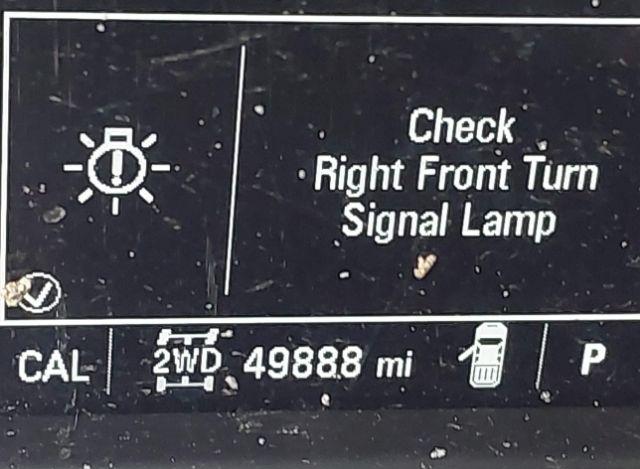 Check
Right Front Turn
Signal Lamp
CAL 2WD 49888 mi P